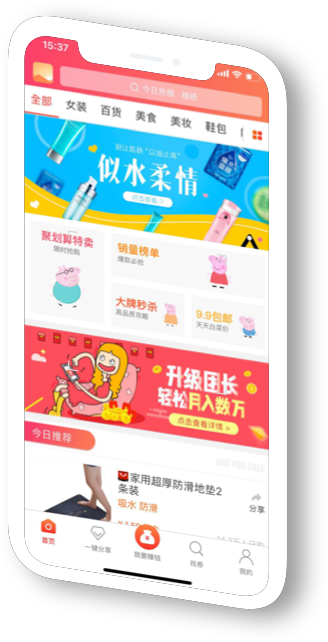 15:37
今日热搜
全部 女装 百货 美食 美妆 鞋包
似水柔情
点击查看
聚划算特卖
限时抢购
销量榜单
爆款必抢
大牌秒杀
高品质定期
9.9包邮
天天白菜价
升级团长
轻松月入数万
点击查看详情 >
今日推荐
HOT FOR SALE
家用超厚防滑地垫2
条装
吸水 防滑
分享
首页 一键分享 我要赚钱 找券 我的